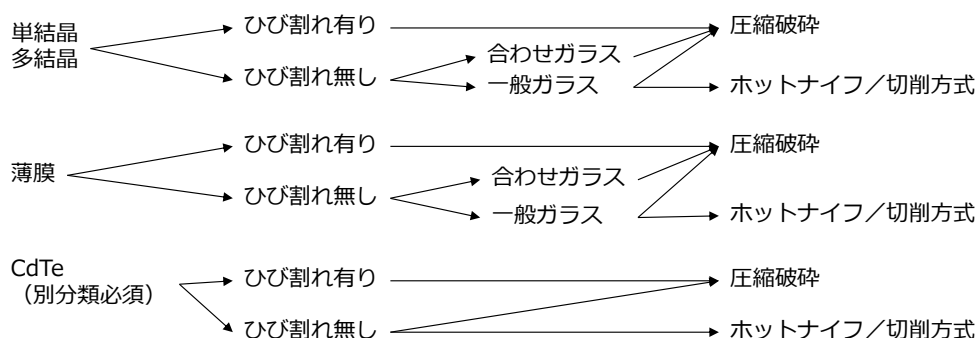 単結晶
多結晶
ひび割れ有り
ひび割れ無し
合わせガラス
一般ガラス
圧縮破砕
ホットナイフ／切削方式
薄膜
ひび割れ有り
ひび割れ無し
合わせガラス
一般ガラス
圧縮破砕
ホットナイフ／切削方式
CdTe
（別分類必須）
ひび割れ有り
ひび割れ無し
圧縮破砕
ホットナイフ／切削方式